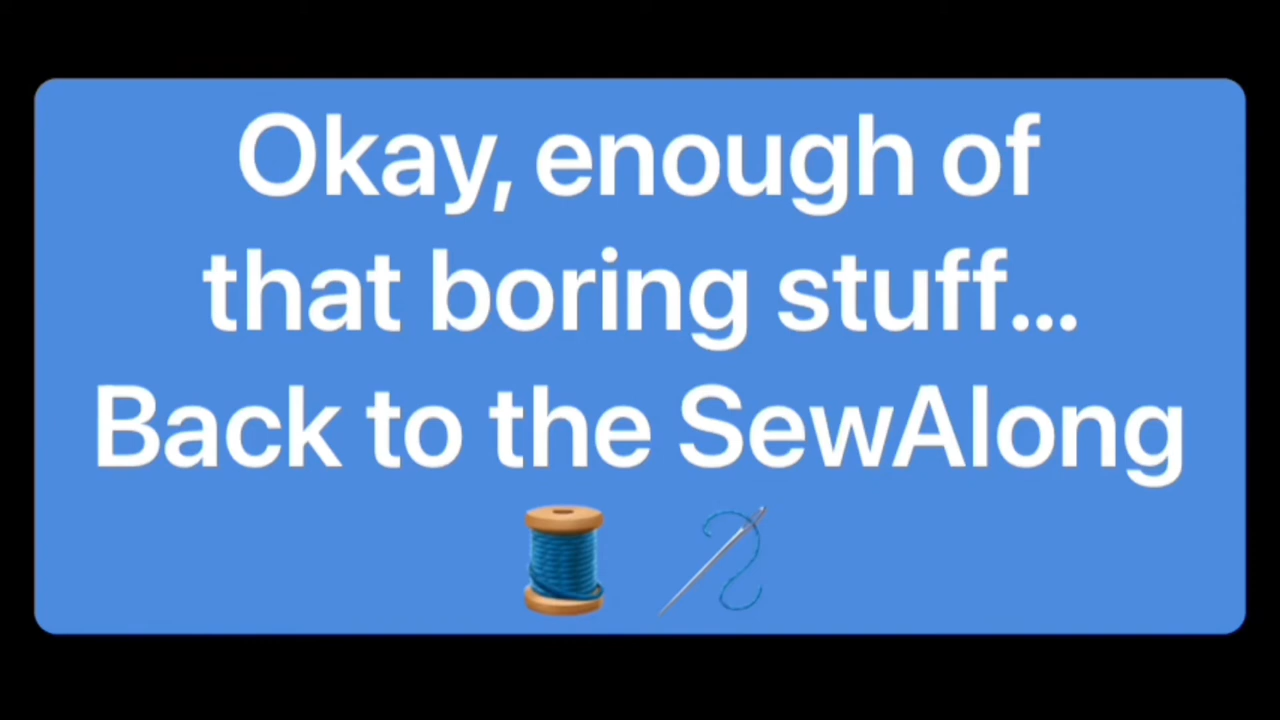 Okay, enough of
that boring stuff...
Back to the SewAlong
🧵 🪡